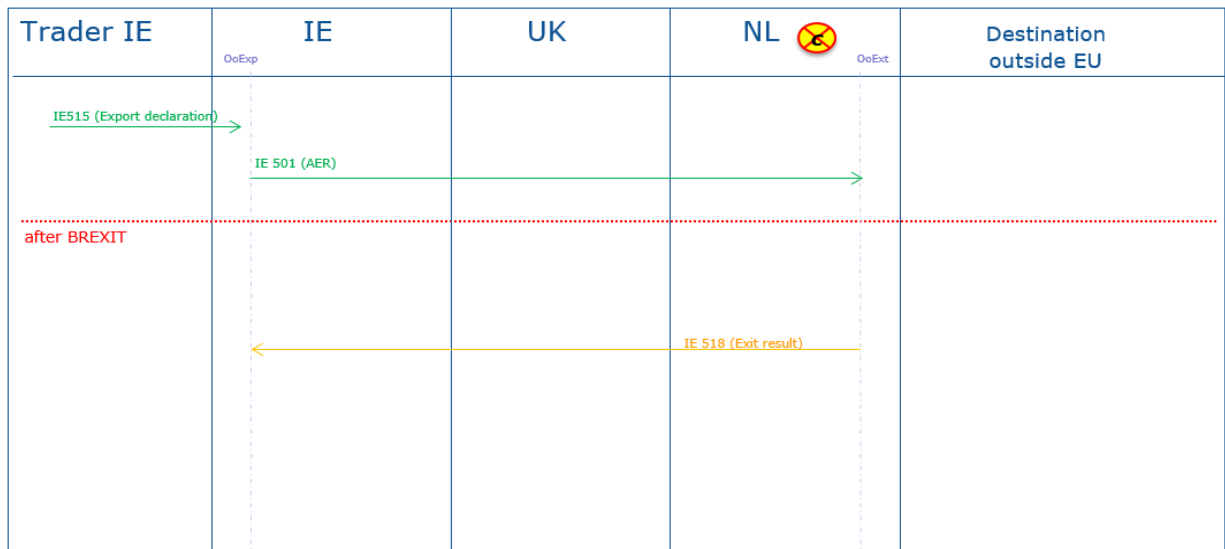 Trader IE
IE
UK
NL
c
Destination
outside EU
OoExp
OoExt
IE515 (Export declaration)
IE 501 (AER)
after BREXIT
IE 518 (Exit result)